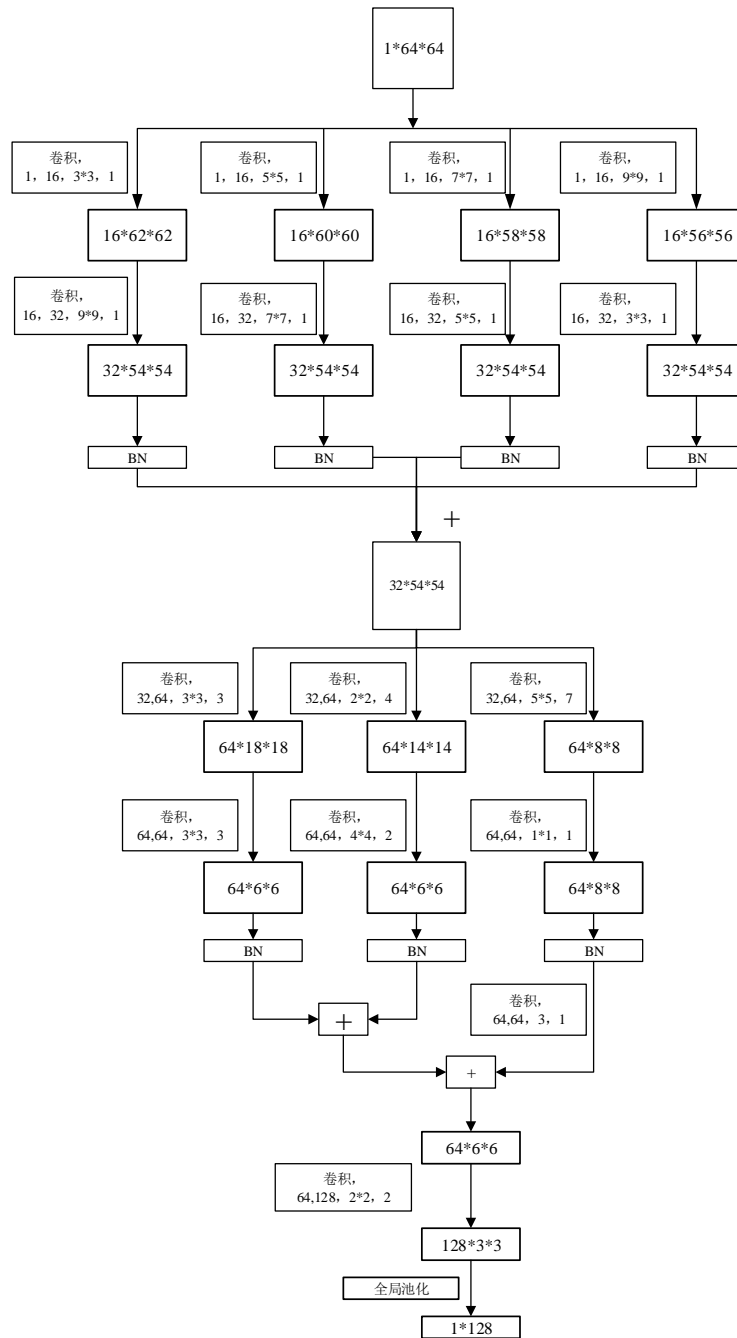 1*64*64
卷积,
1, 16, 3*3, 1
卷积,
1, 16, 5*5, 1
卷积,
1, 16, 7*7, 1
卷积,
1, 16, 9*9, 1
16*62*62
16*60*60
16*58*58
16*56*56
卷积,
16, 32, 9*9, 1
卷积,
16, 32, 7*7, 1
卷积,
16, 32, 5*5, 1
卷积,
16, 32, 3*3, 1
32*54*54
32*54*54
32*54*54
32*54*54
BN
BN
BN
BN
+
32*54*54
卷积,
32,64, 3*3, 3
卷积,
32,64, 2*2, 4
卷积,
32,64, 5*5, 7
64*18*18
64*14*14
64*8*8
卷积,
64,64, 3*3, 3
卷积,
64,64, 4*4, 2
卷积,
64,64, 1*1, 1
64*6*6
64*6*6
64*8*8
BN
BN
BN
卷积,
64,64, 3, 1
+
+
64*6*6
卷积,
64,128, 2*2, 2
128*3*3
全局池化
1*128